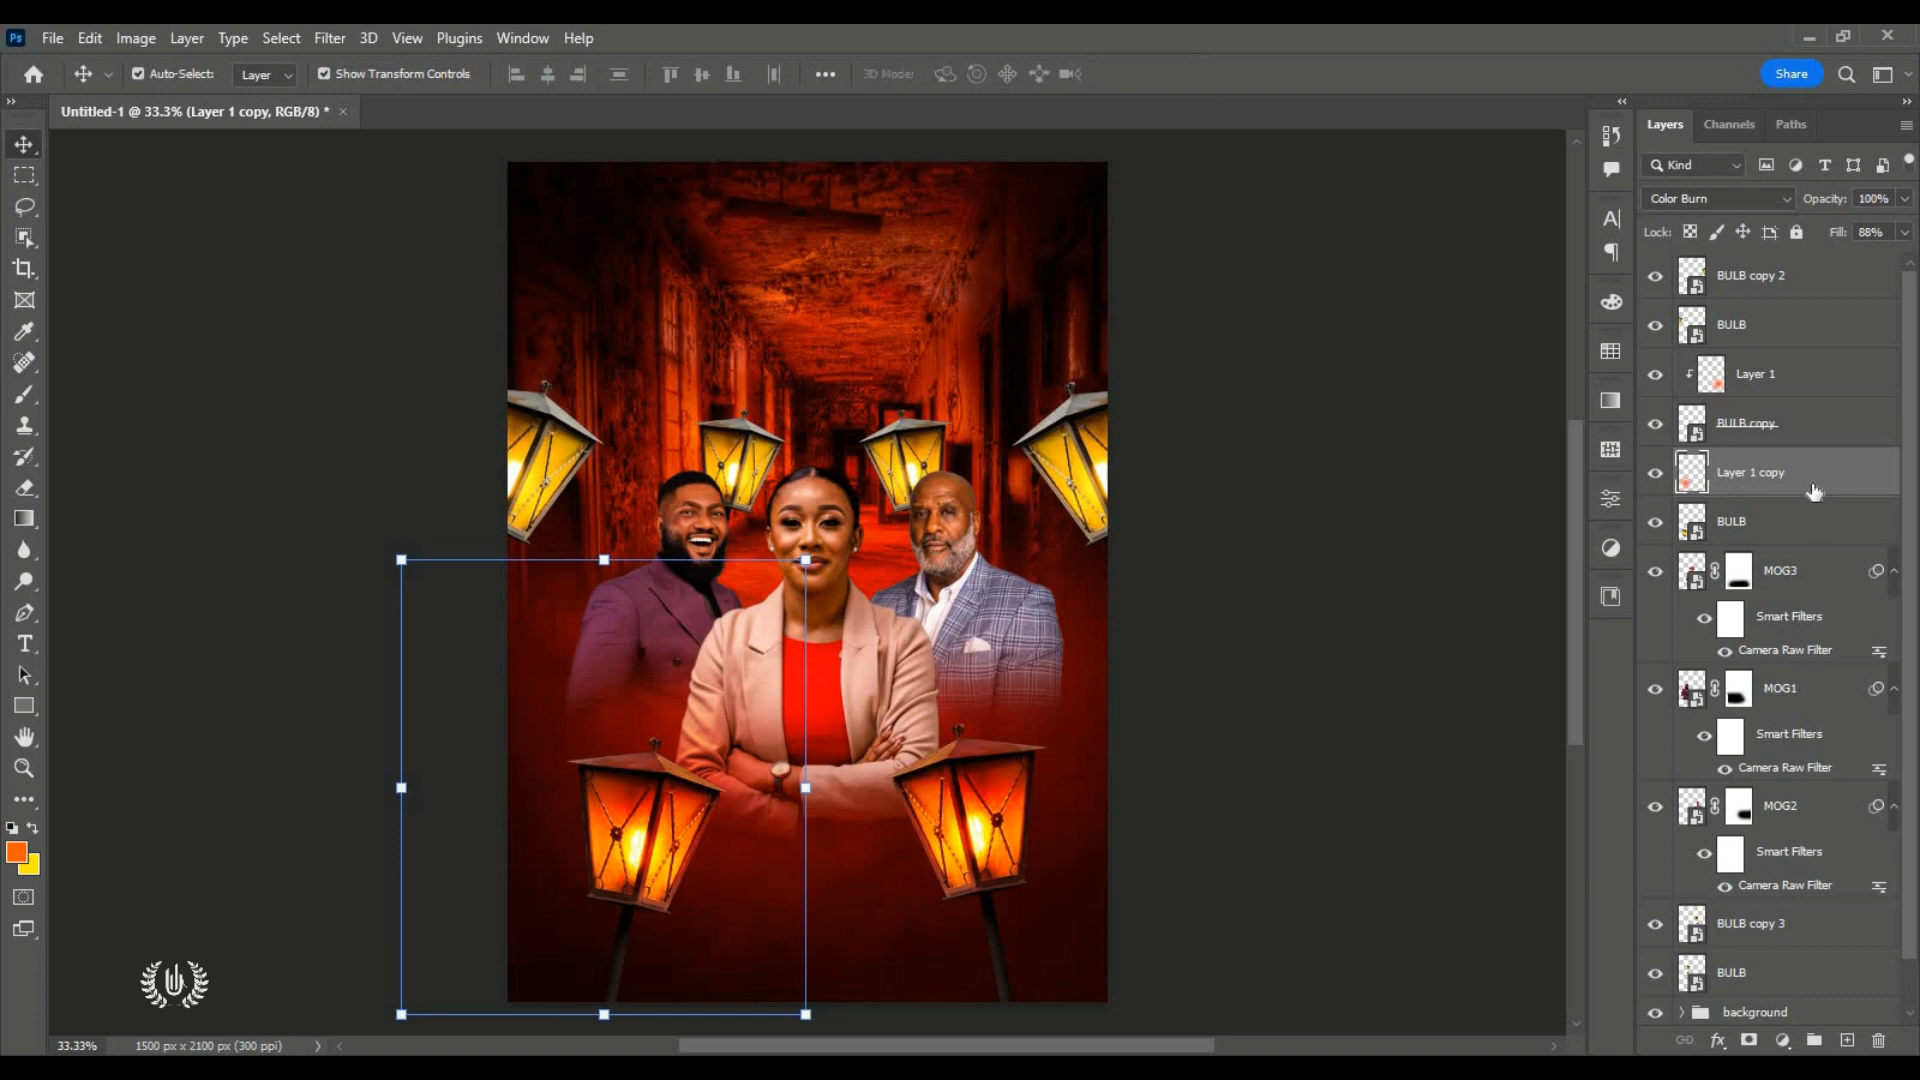 Ps File Edit Image Layer Type Select Filter 3D View Plugins Window Help
Auto-Select: Layer Show Transform Controls 3D Mode: Share
Untitled-1 @ 33.3% (Layer 1 copy, RGB/8) *
Layers Channels Paths
Kind
Color Burn Opacity: 100%
Lock: Fill: 88%
BULB copy 2
BULB
Layer 1
BULB copy
Layer 1 copy
BULB
MOG3
Smart Filters
Camera Raw Filter
MOG1
Smart Filters
Camera Raw Filter
MOG2
Smart Filters
Camera Raw Filter
BULB copy 3
BULB
background
fx
33.33% 1500 px x 2100 px (300 ppi)